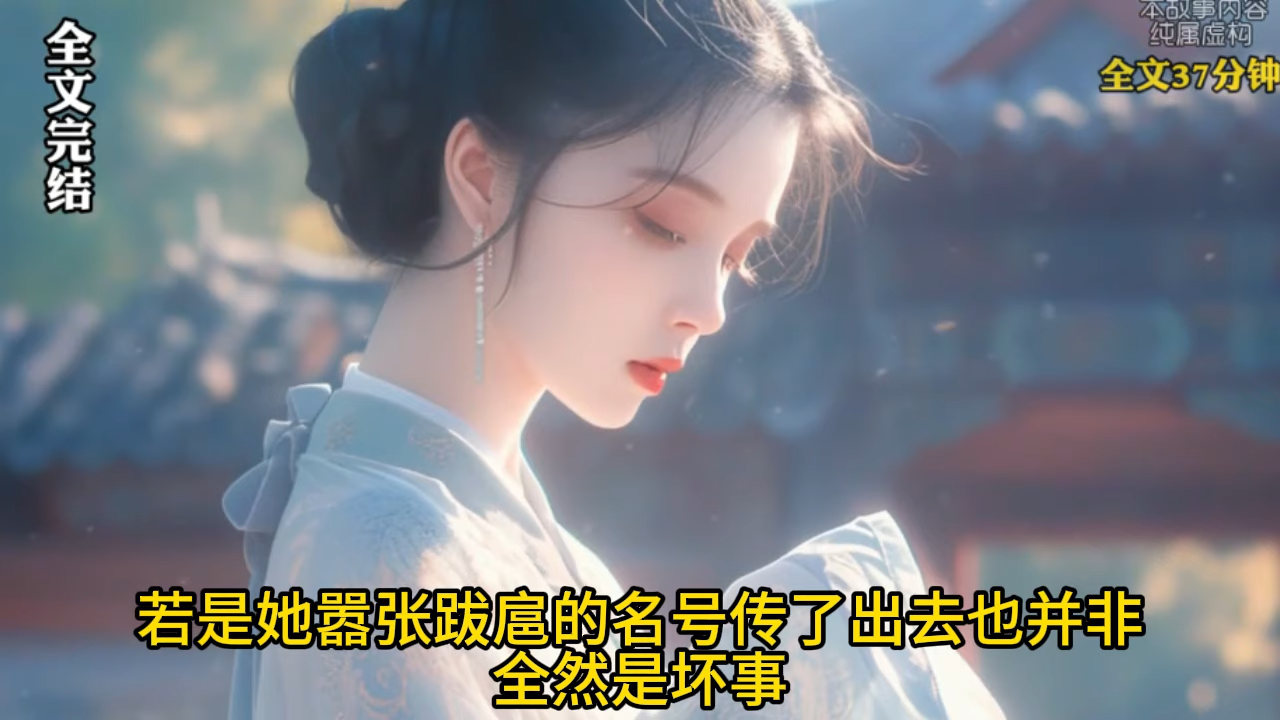 全文完结
本故事内容
纯属虚构
全文37分钟
若是她嚣张跋扈的名号传了出去也并非
全然是坏事